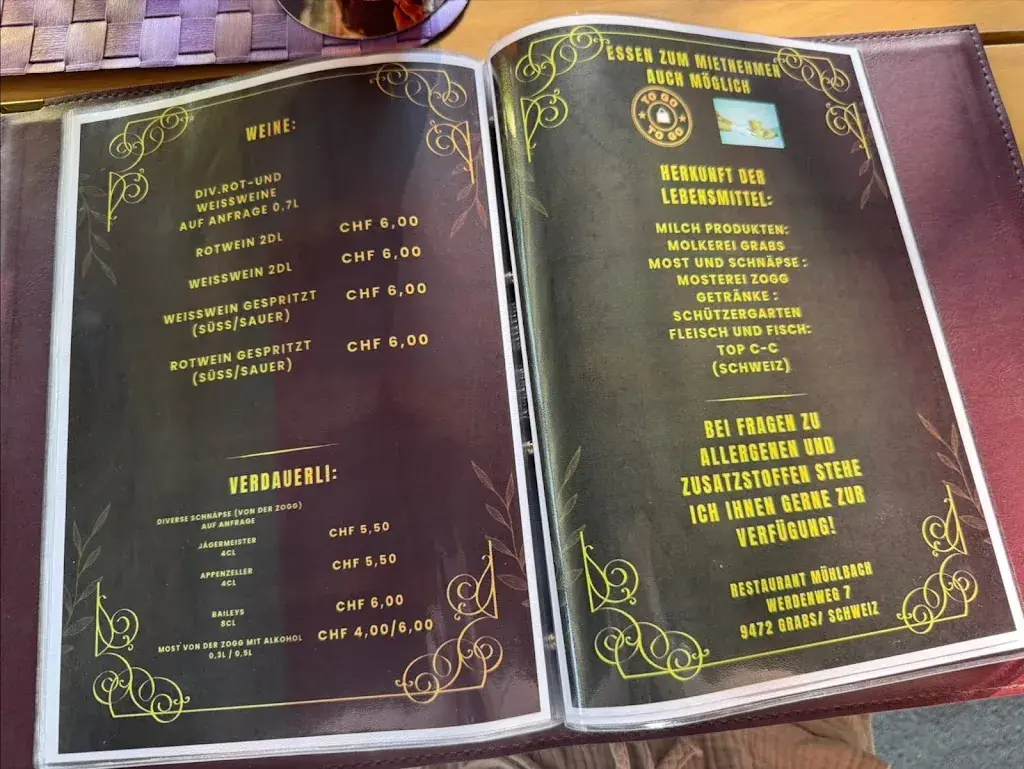 WEINE:
DIV.ROT-UND
WEISSWEINE
AUF ANFRAGE 0,7L
ROTWEIN 2DL CHF 6,00
WEISSWEIN 2DL CHF 6,00
WEISSWEIN GESPRITZT CHF 6,00
(SÜSS/SAUER)
ROTWEIN GESPRITZT CHF 6,00
(SÜSS/SAUER)
VERDAUERLI:
DIVERSE SCHNÄPSE (VON DER ZOGG)
AUF ANFRAGE
JÄGERMEISTER CHF 5,50
4CL
APPENZELLER CHF 5,50
4CL
BAILEYS CHF 6,00
8CL
MOST VON DER ZOGG MIT ALKOHOL CHF 4,00/6,00
0,3L / 0,5L
ESSEN ZUM MIETNEHMEN
AUCH MÖGLICH
TO GO
TO GO
HERKUNFT DER
LEBENSMITTEL:
MILCH PRODUKTEN:
MOLKEREI GRABS
MOST UND SCHNÄPSE :
MOSTEREI ZOGG
GETRÄNKE :
SCHÜTZERGARTEN
FLEISCH UND FISCH:
TOP C-C
(SCHWEIZ)
BEI FRAGEN ZU
ALLERGENEN UND
ZUSATZSTOFFEN STEHE
ICH IHNEN GERNE ZUR
VERFÜGUNG!
RESTAURANT MÜHLBACH
WERDENWEG 7
9472 GRABS/ SCHWEIZ